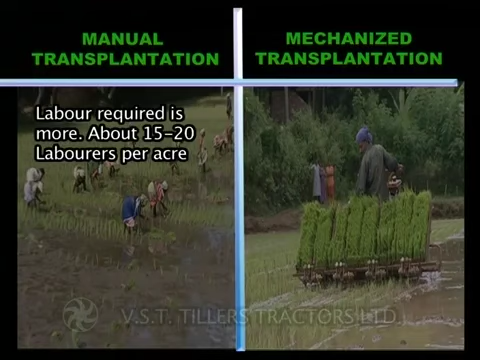 MANUAL
TRANSPLANTATION
MECHANIZED
TRANSPLANTATION
Labour required is
more. About 15-20
Labourers per acre
V.S.T. TILLERS TRACTORS LTD.